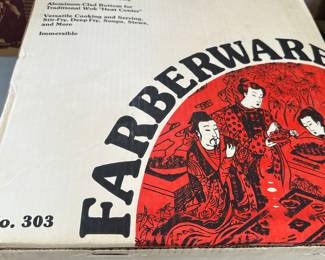 Aluminum-Clad Bottom for
Traditional Wok "Heat Center"
Versatile Cooking and Serving,
Stir-Fry, Deep Fry, Soups, Stews,
and More
Immersible
FARBERWARE
o. 303